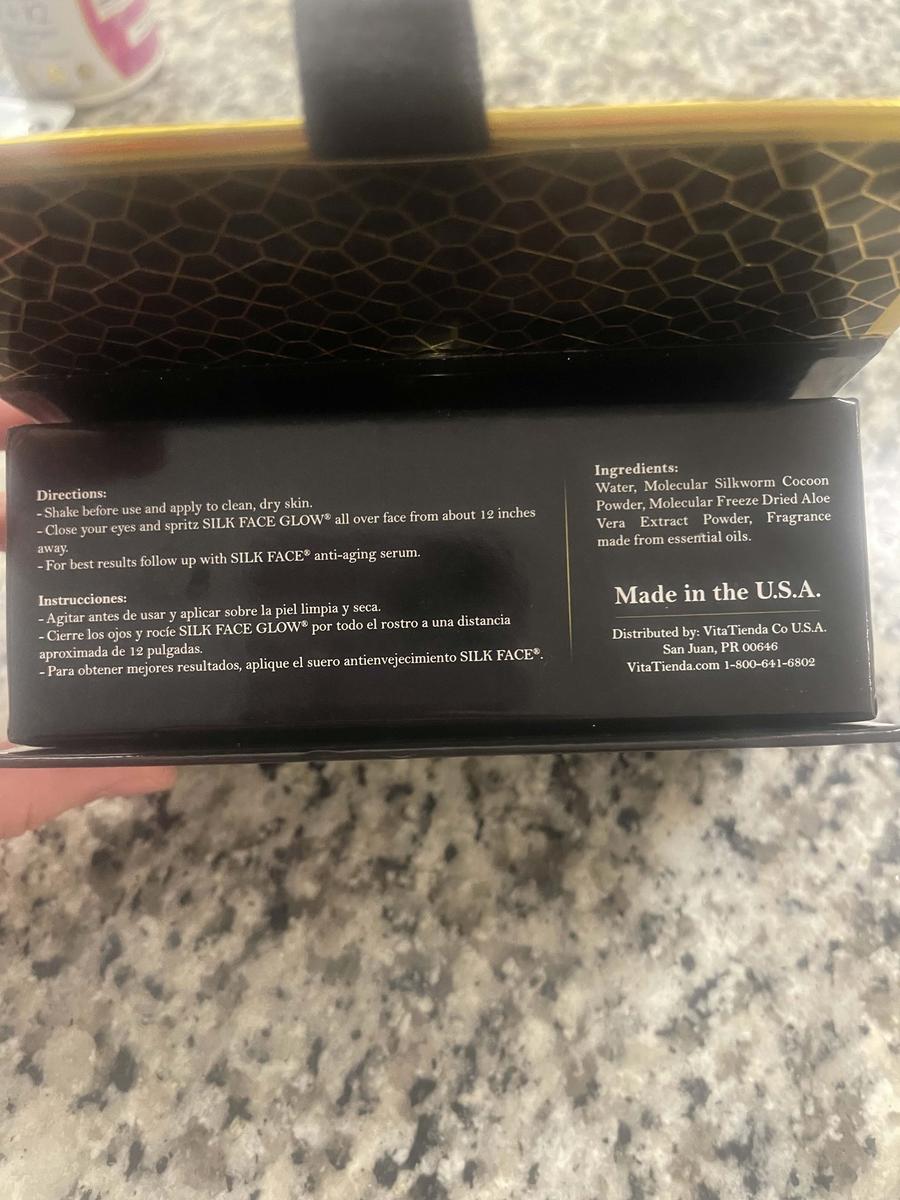 Directions:
- Shake before use and apply to clean, dry skin.
- Close your eyes and spritz SILK FACE GLOW® all over face from about 12 inches
away.
- For best results follow up with SILK FACE® anti-aging serum.
Instrucciones:
- Agitar antes de usar y aplicar sobre la piel limpia y seca.
- Cierre los ojos y rocíe SILK FACE GLOW® por todo el rostro a una distancia
aproximada de 12 pulgadas.
- Para obtener mejores resultados, aplique el suero antienvejecimiento SILK FACE®.
Ingredients:
Water, Molecular Silkworm Cocoon
Powder, Molecular Freeze Dried Aloe
Vera Extract Powder, Fragrance
made from essential oils.
Made in the U.S.A.
Distributed by: VitaTienda Co U.S.A.
San Juan, PR 00646
VitaTienda.com 1-800-641-6802